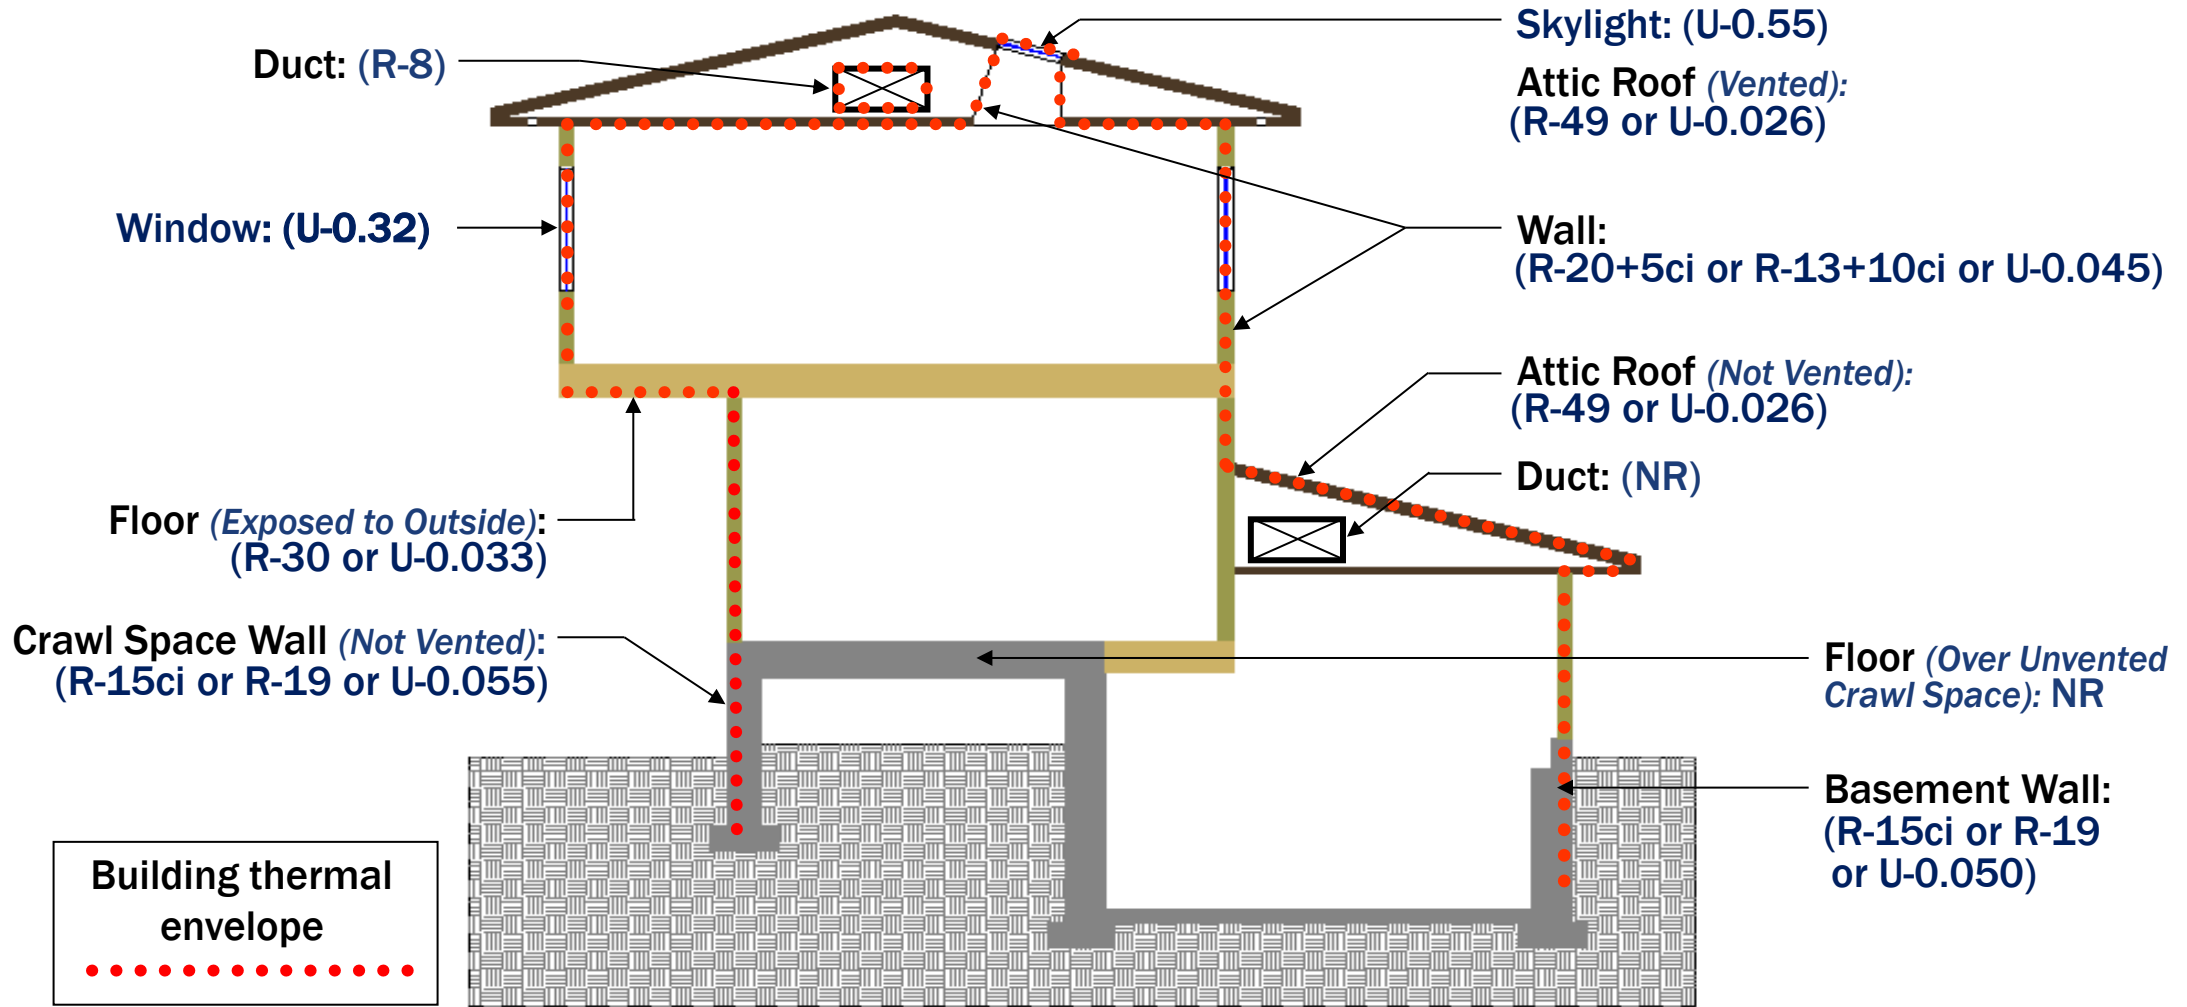 Duct: (R-8)
Window: (U-0.32)
Floor (Exposed to Outside):
(R-30 or U-0.033)
Crawl Space Wall (Not Vented):
(R-15ci or R-19 or U-0.055)
Building thermal
envelope
Skylight: (U-0.55)
Attic Roof (Vented):
(R-49 or U-0.026)
Wall:
(R-20+5ci or R-13+10ci or U-0.045)
Attic Roof (Not Vented):
(R-49 or U-0.026)
Duct: (NR)
Floor (Over Unvented
Crawl Space): NR
Basement Wall:
(R-15ci or R-19
or U-0.050)